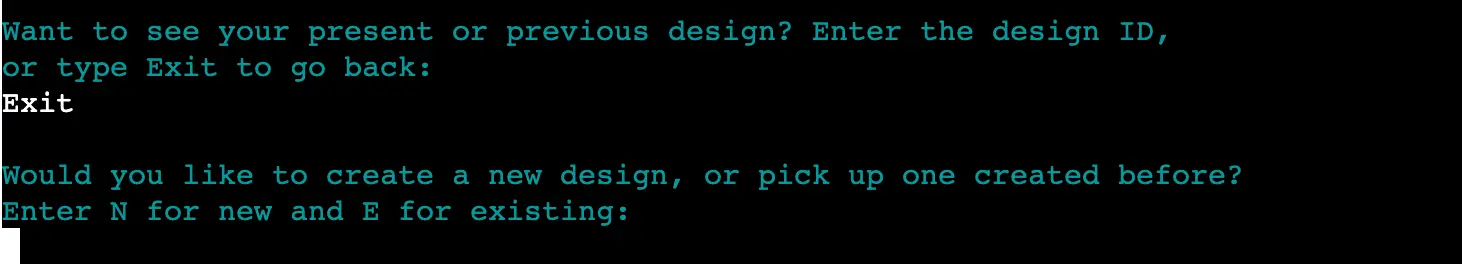 Want to see your present or previous design? Enter the design ID,
or type Exit to go back:
Exit
Would you like to create a new design, or pick up one created before?
Enter N for new and E for existing: